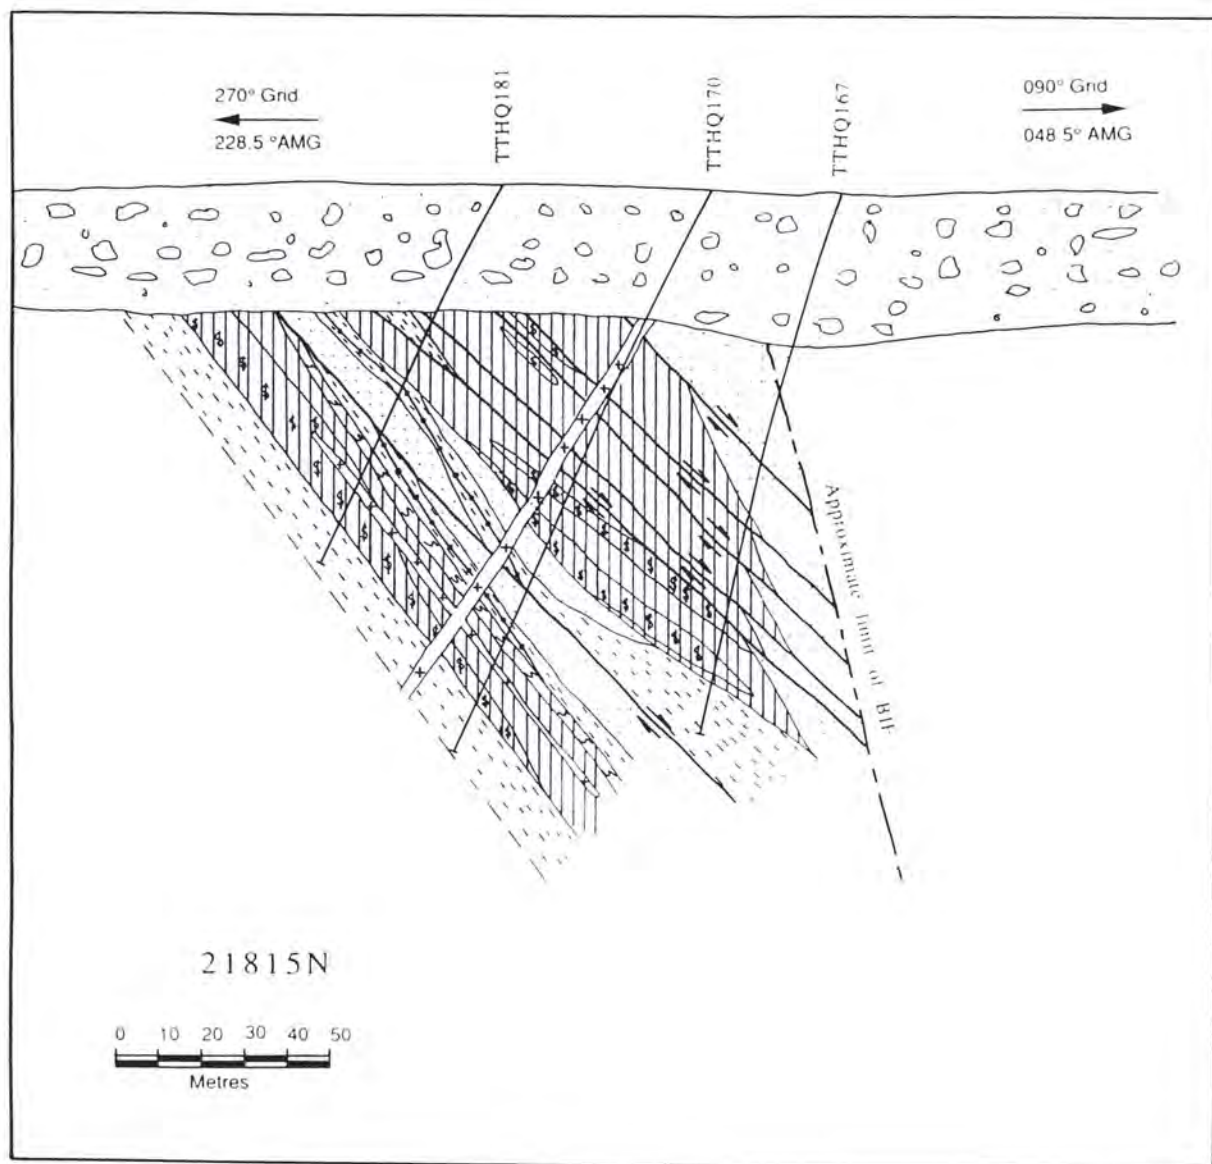 270° Grid
228.5 °AMG
TTHQ181
TTHQ170
TTHQ167
090° Grid
048.5° AMG
Approximate limit of BIF
21815N
0 10 20 30 40 50
Metres